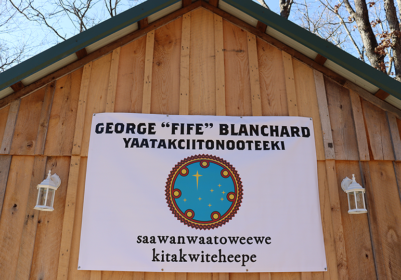 GEORGE "FIFE" BLANCHARD
YAATAKCIITONOOTEEKI
saawanwaatoweewe
kitakwiteheepe